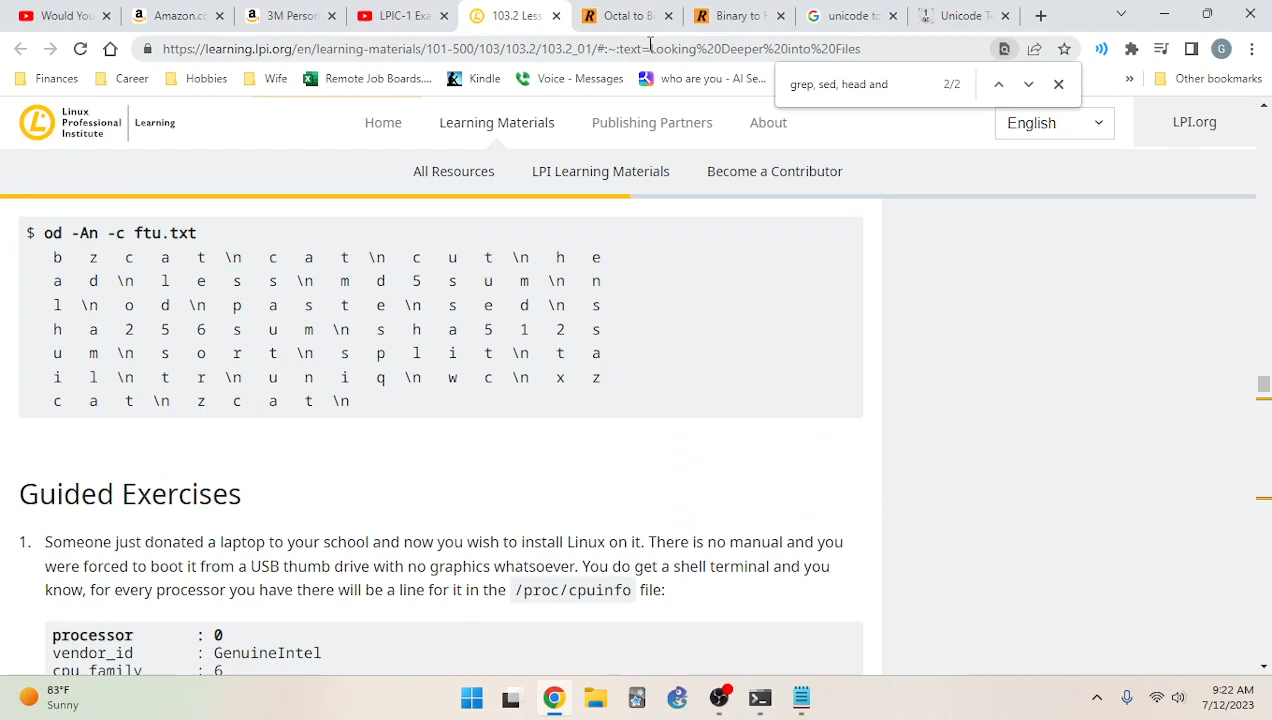 Would You
Amazon.cc
3M Person
LPIC-1 Exa
103.2 Less
Octal to B
Binary to H
unicode to
Unicode Te
https://learning.lpi.org/en/learning-materials/101-500/103/103.2/103.2_01/#:~:text=Looking%20Deeper%20into%20Files
G
Finances
Career
Hobbies
Wife
Remote Job Boards....
Kindle
Voice - Messages
who are you - AI Se...
»
Other bookmarks
grep, sed, head and 2/2
Linux
Professional
Institute
Learning
Home
Learning Materials
Publishing Partners
About
English
LPI.org
All Resources
LPI Learning Materials
Become a Contributor
$ od -An -c ftu.txt
b z c a t \n c a t \n c u t \n h e
a d \n l e s s \n m d 5 s u m \n n
l \n o d \n p a s t e \n s e d \n s
h a 2 5 6 s u m \n s h a 5 1 2 s
u m \n s o r t \n s p l i t \n t a
i l \n t r \n u n i q \n w c \n x z
c a t \n z c a t \n
Guided Exercises
1. Someone just donated a laptop to your school and now you wish to install Linux on it. There is no manual and you
were forced to boot it from a USB thumb drive with no graphics whatsoever. You do get a shell terminal and you
know, for every processor you have there will be a line for it in the /proc/cpuinfo file:
processor : 0
vendor_id : GenuineIntel
cpu family : 6
83°F
Sunny
9:22 AM
7/12/2023